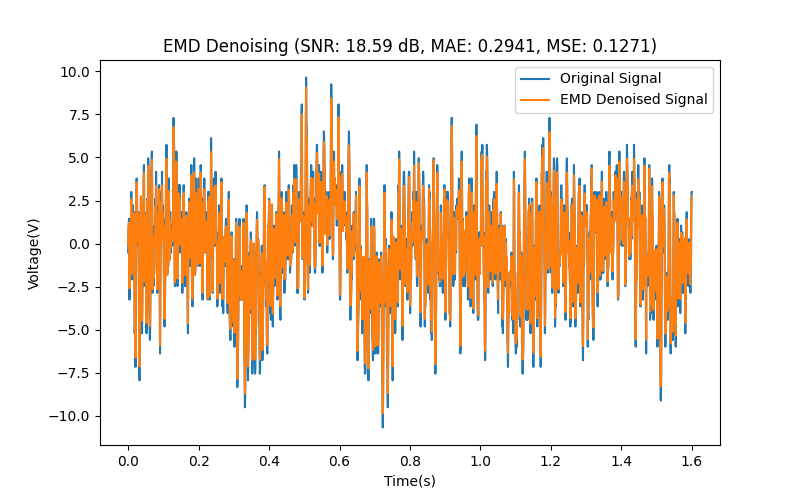 EMD Denoising (SNR: 18.59 dB, MAE: 0.2941, MSE: 0.1271)
Original Signal
EMD Denoised Signal
10.0
7.5
5.0
2.5
0.0
−2.5
−5.0
−7.5
−10.0
Voltage(V)
0.0 0.2 0.4 0.6 0.8 1.0 1.2 1.4 1.6
Time(s)